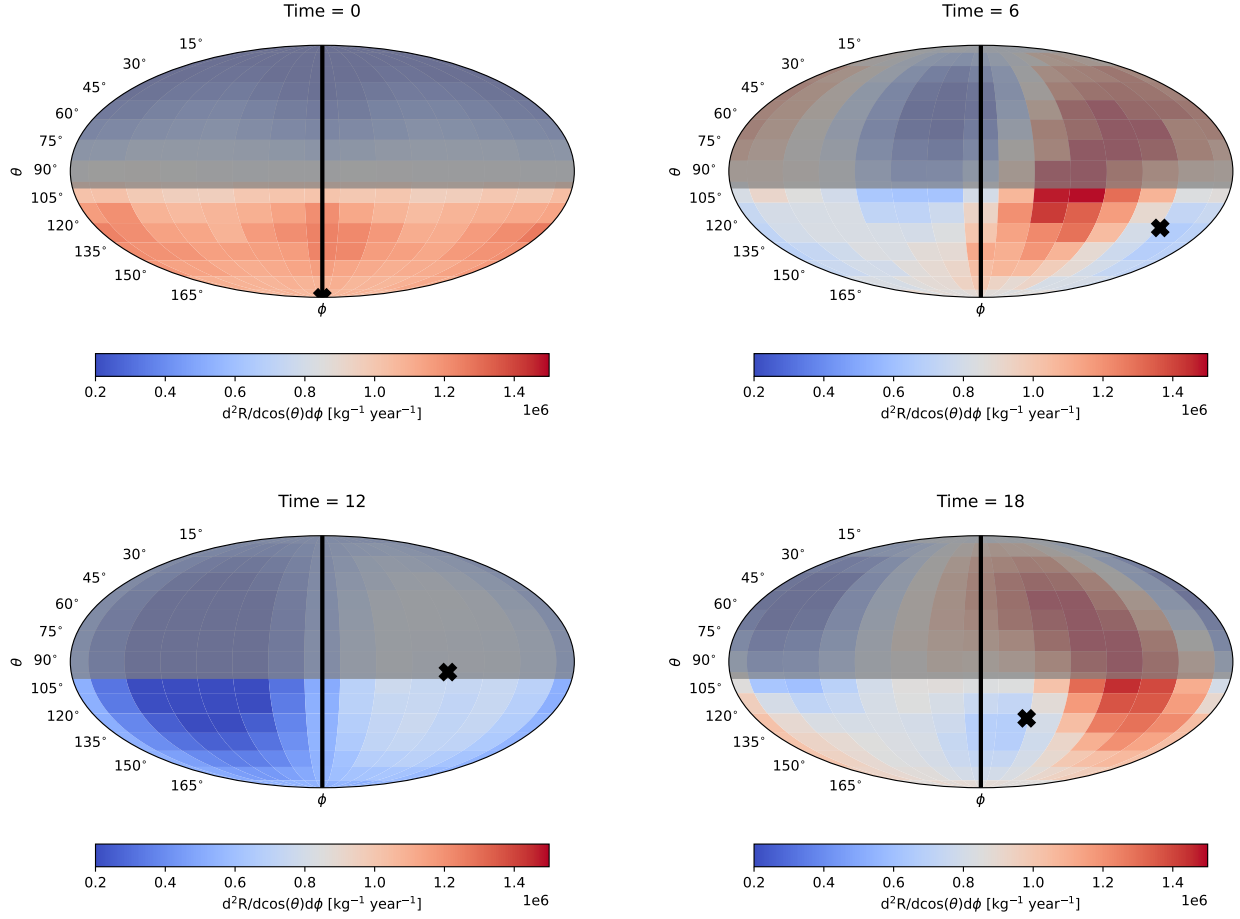 Time = 0
15°
30°
45°
60°
75°
90°
105°
120°
135°
150°
165°
θ
ϕ
0.2 0.4 0.6 0.8 1.0 1.2 1.4
1e6
d²R/dcos(θ)dϕ [kg⁻¹ year⁻¹]
Time = 6
15°
30°
45°
60°
75°
90°
105°
120°
135°
150°
165°
θ
ϕ
0.2 0.4 0.6 0.8 1.0 1.2 1.4
1e6
d²R/dcos(θ)dϕ [kg⁻¹ year⁻¹]
Time = 12
15°
30°
45°
60°
75°
90°
105°
120°
135°
150°
165°
θ
ϕ
0.2 0.4 0.6 0.8 1.0 1.2 1.4
1e6
d²R/dcos(θ)dϕ [kg⁻¹ year⁻¹]
Time = 18
15°
30°
45°
60°
75°
90°
105°
120°
135°
150°
165°
θ
ϕ
0.2 0.4 0.6 0.8 1.0 1.2 1.4
1e6
d²R/dcos(θ)dϕ [kg⁻¹ year⁻¹]